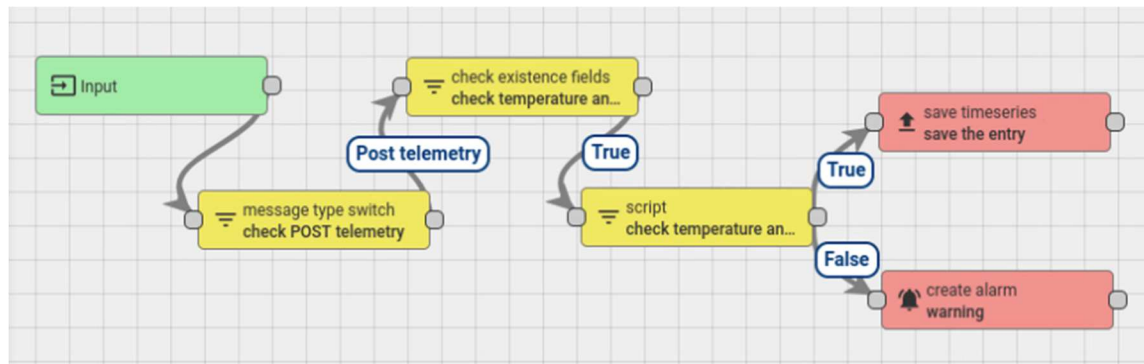 Input
message type switch
check POST telemetry
Post telemetry
check existence fields
check temperature an...
True
script
check temperature an...
True
save timeseries
save the entry
False
create alarm
warning